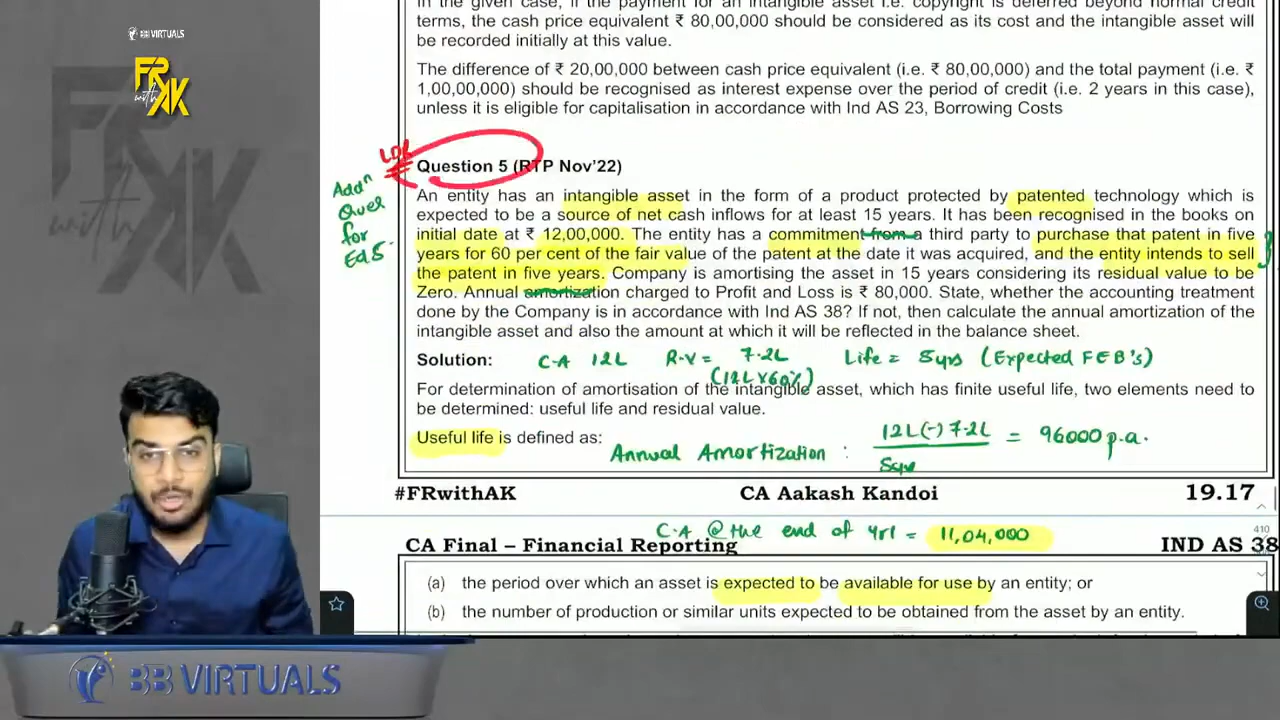 In the given case, if the payment for an intangible asset i.e. copyright is deferred beyond normal credit
terms, the cash price equivalent ₹ 80,00,000 should be considered as its cost and the intangible asset will
be recorded initially at this value.
BB VIRTUALS
FR with AK
The difference of ₹ 20,00,000 between cash price equivalent (i.e. ₹ 80,00,000) and the total payment (i.e. ₹
1,00,00,000) should be recognised as interest expense over the period of credit (i.e. 2 years in this case),
unless it is eligible for capitalisation in accordance with Ind AS 23, Borrowing Costs
Question 5 (RTP Nov'22)
Addn
Ques
for
Ed 5
An entity has an intangible asset in the form of a product protected by patented technology which is
expected to be a source of net cash inflows for at least 15 years. It has been recognised in the books on
initial date at ₹ 12,00,000. The entity has a commitment from a third party to purchase that patent in five
years for 60 per cent of the fair value of the patent at the date it was acquired, and the entity intends to sell
the patent in five years. Company is amortising the asset in 15 years considering its residual value to be
Zero. Annual amortization charged to Profit and Loss is ₹ 80,000. State, whether the accounting treatment
done by the Company is in accordance with Ind AS 38? If not, then calculate the annual amortization of the
intangible asset and also the amount at which it will be reflected in the balance sheet.
Solution: C.A 12L R.V = 7.2L Life = 5yrs (Expected F.E.B's)
(12L x 60%)
For determination of amortisation of the intangible asset, which has finite useful life, two elements need to
be determined: useful life and residual value.
Useful life is defined as:
Annual Amortization : 12L (-) 7.2L = 96000 p.a.
5yrs
#FRwithAK CA Aakash Kandoi 19.17
C.A @ the end of yr1 = 11,04,000
CA Final – Financial Reporting IND AS 38
(a) the period over which an asset is expected to be available for use by an entity; or
(b) the number of production or similar units expected to be obtained from the asset by an entity.
BB VIRTUALS